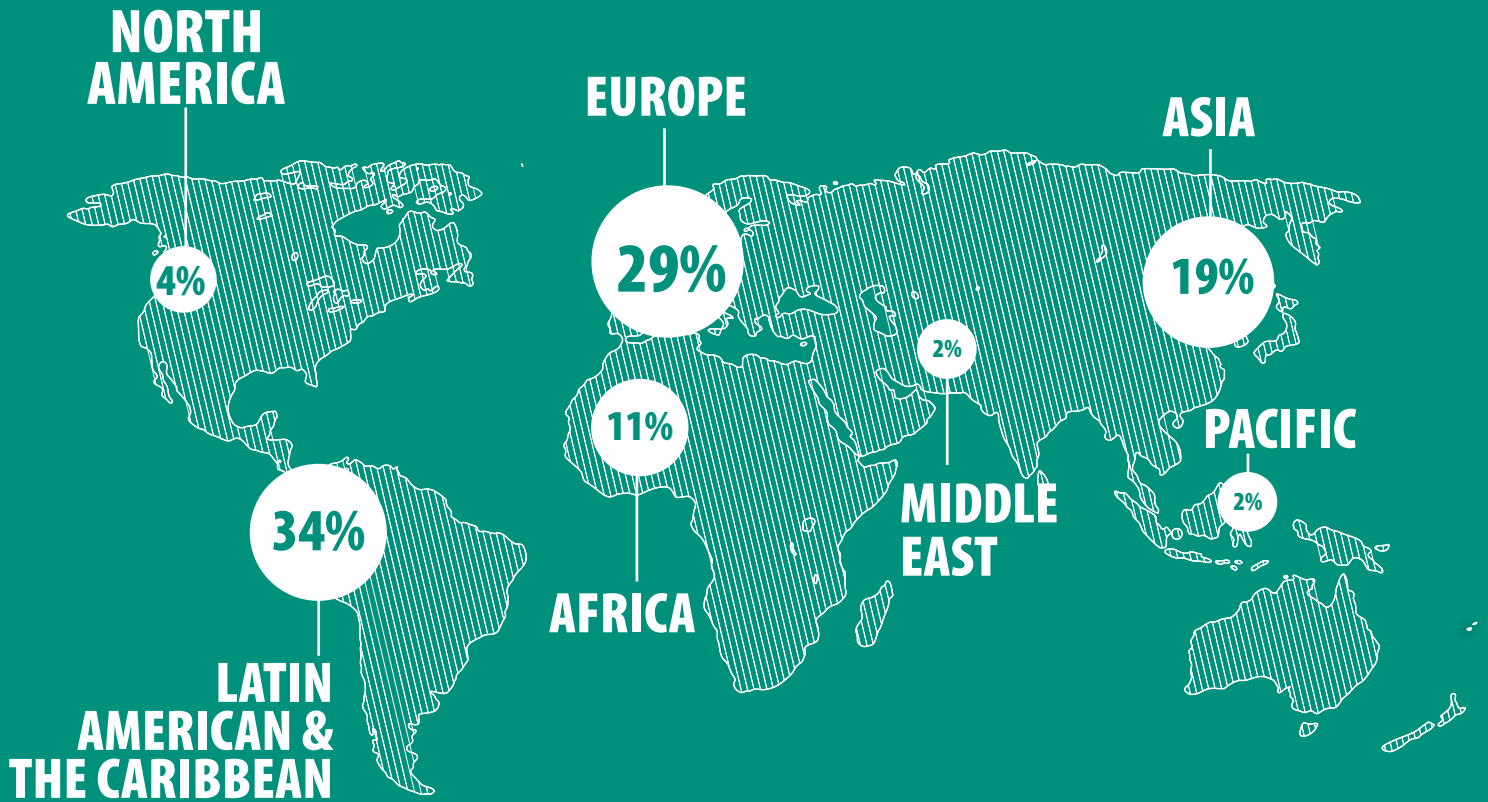 NORTH
AMERICA
4%
EUROPE
29%
ASIA
19%
2%
MIDDLE
EAST
PACIFIC
2%
11%
AFRICA
34%
LATIN
AMERICAN &
THE CARIBBEAN